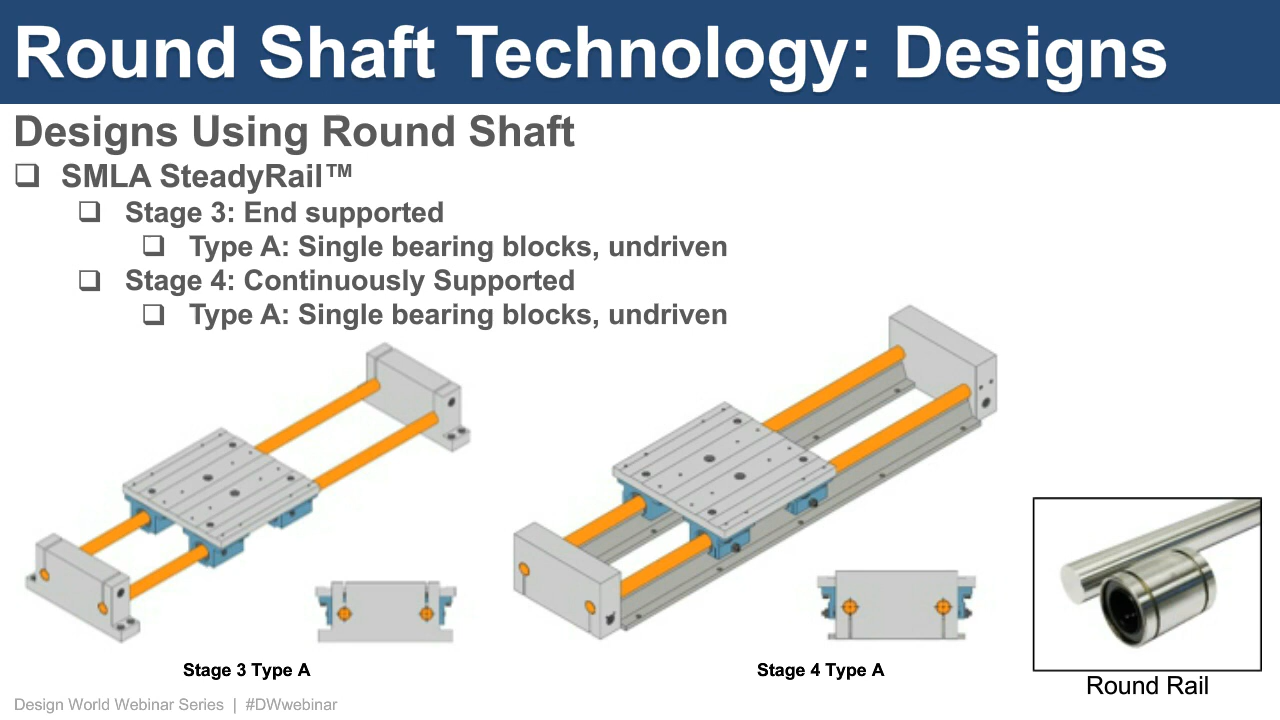 Round Shaft Technology: Designs
Designs Using Round Shaft
❏ SMLA SteadyRail™
❏ Stage 3: End supported
❏ Type A: Single bearing blocks, undriven
❏ Stage 4: Continuously Supported
❏ Type A: Single bearing blocks, undriven
Stage 3 Type A
Stage 4 Type A
Round Rail
Design World Webinar Series | #DWwebinar